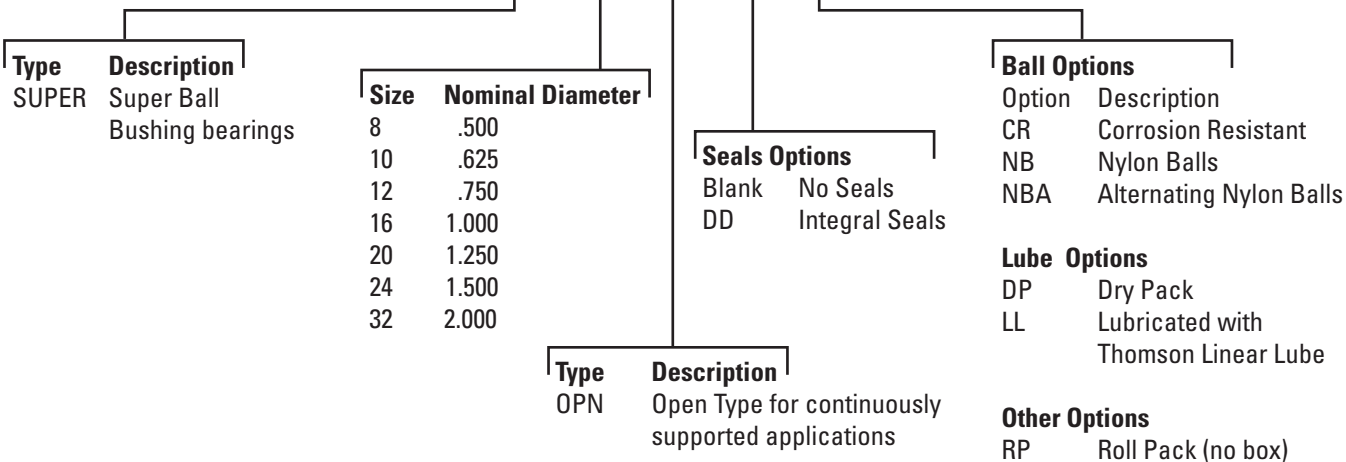 Type Description
SUPER Super Ball
Bushing bearings
Size Nominal Diameter
8 .500
10 .625
12 .750
16 1.000
20 1.250
24 1.500
32 2.000
Type Description
OPN Open Type for continuously
supported applications
Seals Options
Blank No Seals
DD Integral Seals
Ball Options
Option Description
CR Corrosion Resistant
NB Nylon Balls
NBA Alternating Nylon Balls
Lube Options
DP Dry Pack
LL Lubricated with
Thomson Linear Lube
Other Options
RP Roll Pack (no box)